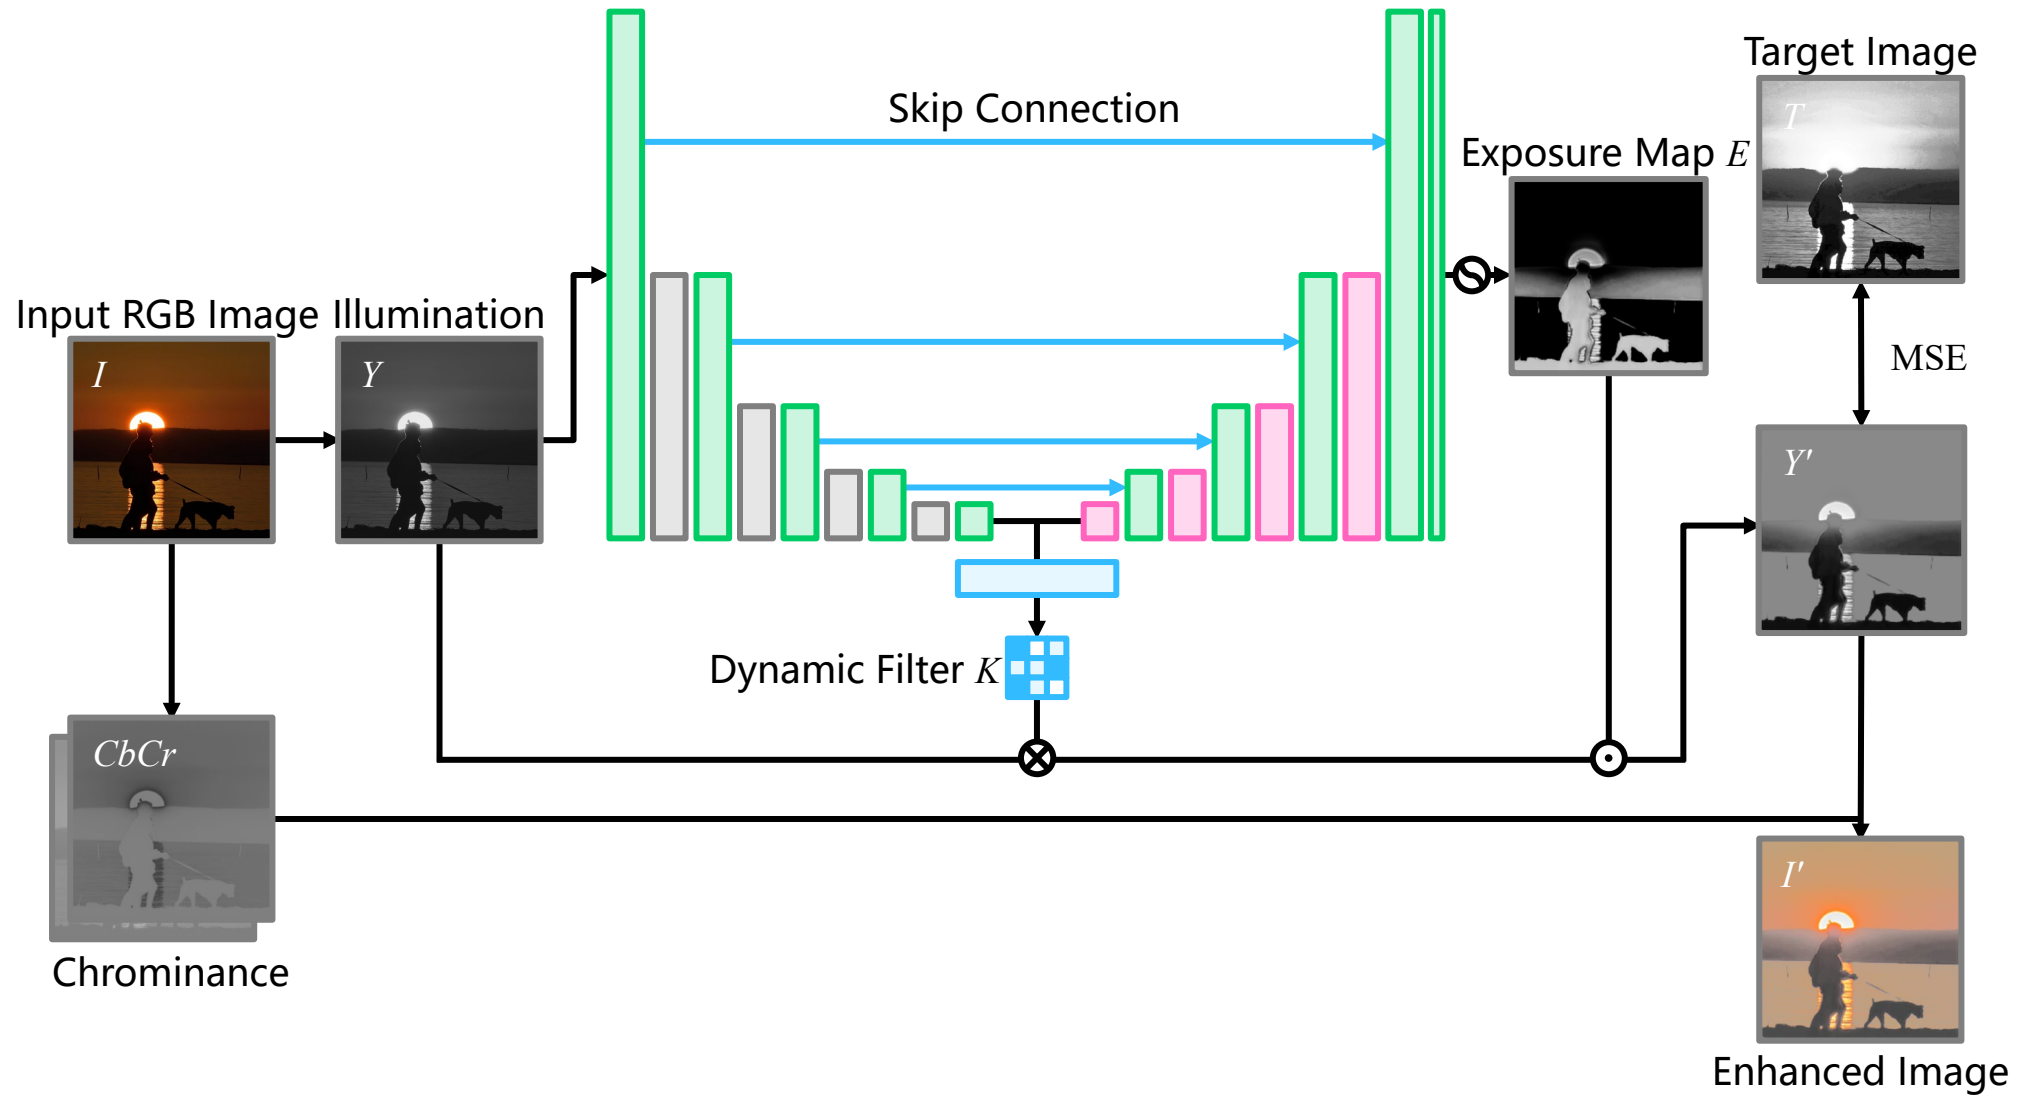 Target Image
T
Skip Connection
Exposure Map E
Input RGB Image
Illumination
I
Y
MSE
Y'
Dynamic Filter K
CbCr
I'
Chrominance
Enhanced Image